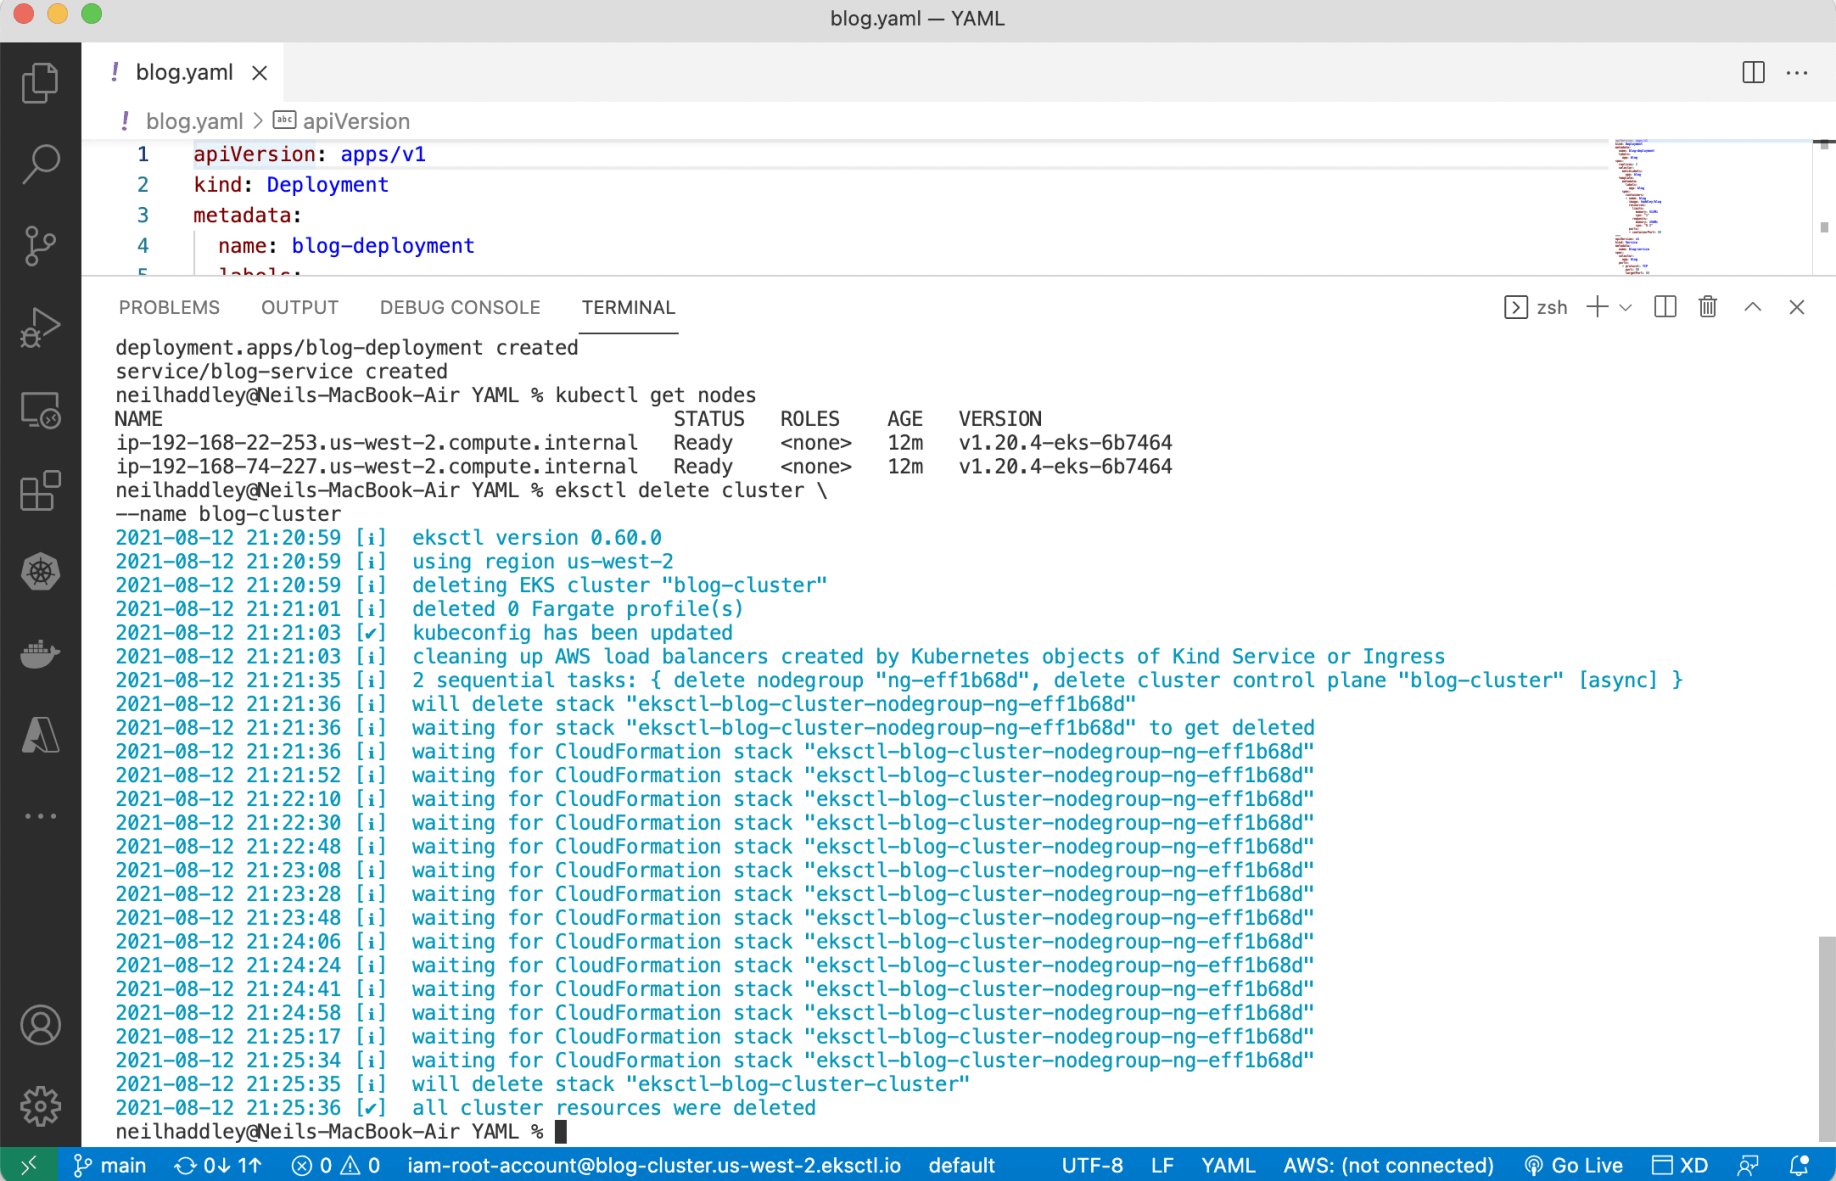 blog.yaml — YAML
! blog.yaml
! blog.yaml > abc apiVersion
1 apiVersion: apps/v1
2 kind: Deployment
3 metadata:
4   name: blog-deployment
5   labels:
PROBLEMS OUTPUT DEBUG CONSOLE TERMINAL zsh
deployment.apps/blog-deployment created
service/blog-service created
neilhaddley@Neils-MacBook-Air YAML % kubectl get nodes
NAME STATUS ROLES AGE VERSION
ip-192-168-22-253.us-west-2.compute.internal Ready <none> 12m v1.20.4-eks-6b7464
ip-192-168-74-227.us-west-2.compute.internal Ready <none> 12m v1.20.4-eks-6b7464
neilhaddley@Neils-MacBook-Air YAML % eksctl delete cluster \
--name blog-cluster
2021-08-12 21:20:59 [ℹ]  eksctl version 0.60.0
2021-08-12 21:20:59 [ℹ]  using region us-west-2
2021-08-12 21:20:59 [ℹ]  deleting EKS cluster "blog-cluster"
2021-08-12 21:21:01 [ℹ]  deleted 0 Fargate profile(s)
2021-08-12 21:21:03 [✔]  kubeconfig has been updated
2021-08-12 21:21:03 [ℹ]  cleaning up AWS load balancers created by Kubernetes objects of Kind Service or Ingress
2021-08-12 21:21:35 [ℹ]  2 sequential tasks: { delete nodegroup "ng-eff1b68d", delete cluster control plane "blog-cluster" [async] }
2021-08-12 21:21:36 [ℹ]  will delete stack "eksctl-blog-cluster-nodegroup-ng-eff1b68d"
2021-08-12 21:21:36 [ℹ]  waiting for stack "eksctl-blog-cluster-nodegroup-ng-eff1b68d" to get deleted
2021-08-12 21:21:36 [ℹ]  waiting for CloudFormation stack "eksctl-blog-cluster-nodegroup-ng-eff1b68d"
2021-08-12 21:21:52 [ℹ]  waiting for CloudFormation stack "eksctl-blog-cluster-nodegroup-ng-eff1b68d"
2021-08-12 21:22:10 [ℹ]  waiting for CloudFormation stack "eksctl-blog-cluster-nodegroup-ng-eff1b68d"
2021-08-12 21:22:30 [ℹ]  waiting for CloudFormation stack "eksctl-blog-cluster-nodegroup-ng-eff1b68d"
2021-08-12 21:22:48 [ℹ]  waiting for CloudFormation stack "eksctl-blog-cluster-nodegroup-ng-eff1b68d"
2021-08-12 21:23:08 [ℹ]  waiting for CloudFormation stack "eksctl-blog-cluster-nodegroup-ng-eff1b68d"
2021-08-12 21:23:28 [ℹ]  waiting for CloudFormation stack "eksctl-blog-cluster-nodegroup-ng-eff1b68d"
2021-08-12 21:23:48 [ℹ]  waiting for CloudFormation stack "eksctl-blog-cluster-nodegroup-ng-eff1b68d"
2021-08-12 21:24:06 [ℹ]  waiting for CloudFormation stack "eksctl-blog-cluster-nodegroup-ng-eff1b68d"
2021-08-12 21:24:24 [ℹ]  waiting for CloudFormation stack "eksctl-blog-cluster-nodegroup-ng-eff1b68d"
2021-08-12 21:24:41 [ℹ]  waiting for CloudFormation stack "eksctl-blog-cluster-nodegroup-ng-eff1b68d"
2021-08-12 21:24:58 [ℹ]  waiting for CloudFormation stack "eksctl-blog-cluster-nodegroup-ng-eff1b68d"
2021-08-12 21:25:17 [ℹ]  waiting for CloudFormation stack "eksctl-blog-cluster-nodegroup-ng-eff1b68d"
2021-08-12 21:25:34 [ℹ]  waiting for CloudFormation stack "eksctl-blog-cluster-nodegroup-ng-eff1b68d"
2021-08-12 21:25:35 [ℹ]  will delete stack "eksctl-blog-cluster-cluster"
2021-08-12 21:25:36 [✔]  all cluster resources were deleted
neilhaddley@Neils-MacBook-Air YAML %
main 0↓ 1↑ 0 0 iam-root-account@blog-cluster.us-west-2.eksctl.io default UTF-8 LF YAML AWS: (not connected) Go Live XD